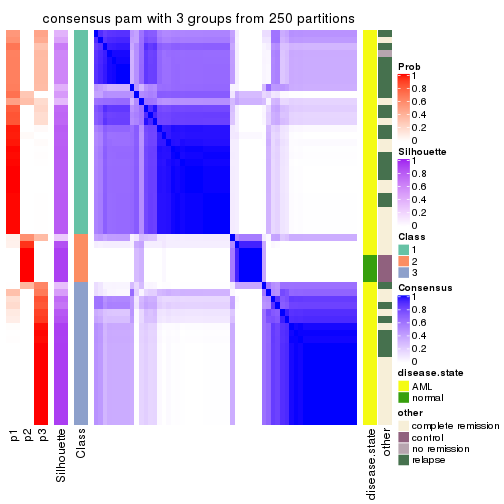 consensus pam with 3 groups from 250 partitions
Prob
1
0.8
0.6
0.4
0.2
0
Silhouette
1
0.8
0.6
0.4
0.2
0
Class
1
2
3
Consensus
1
0.8
0.6
0.4
0.2
0
disease.state
AML
normal
other
complete remission
control
no remission
relapse
p1
p2
p3
Silhouette
Class
disease.state
other